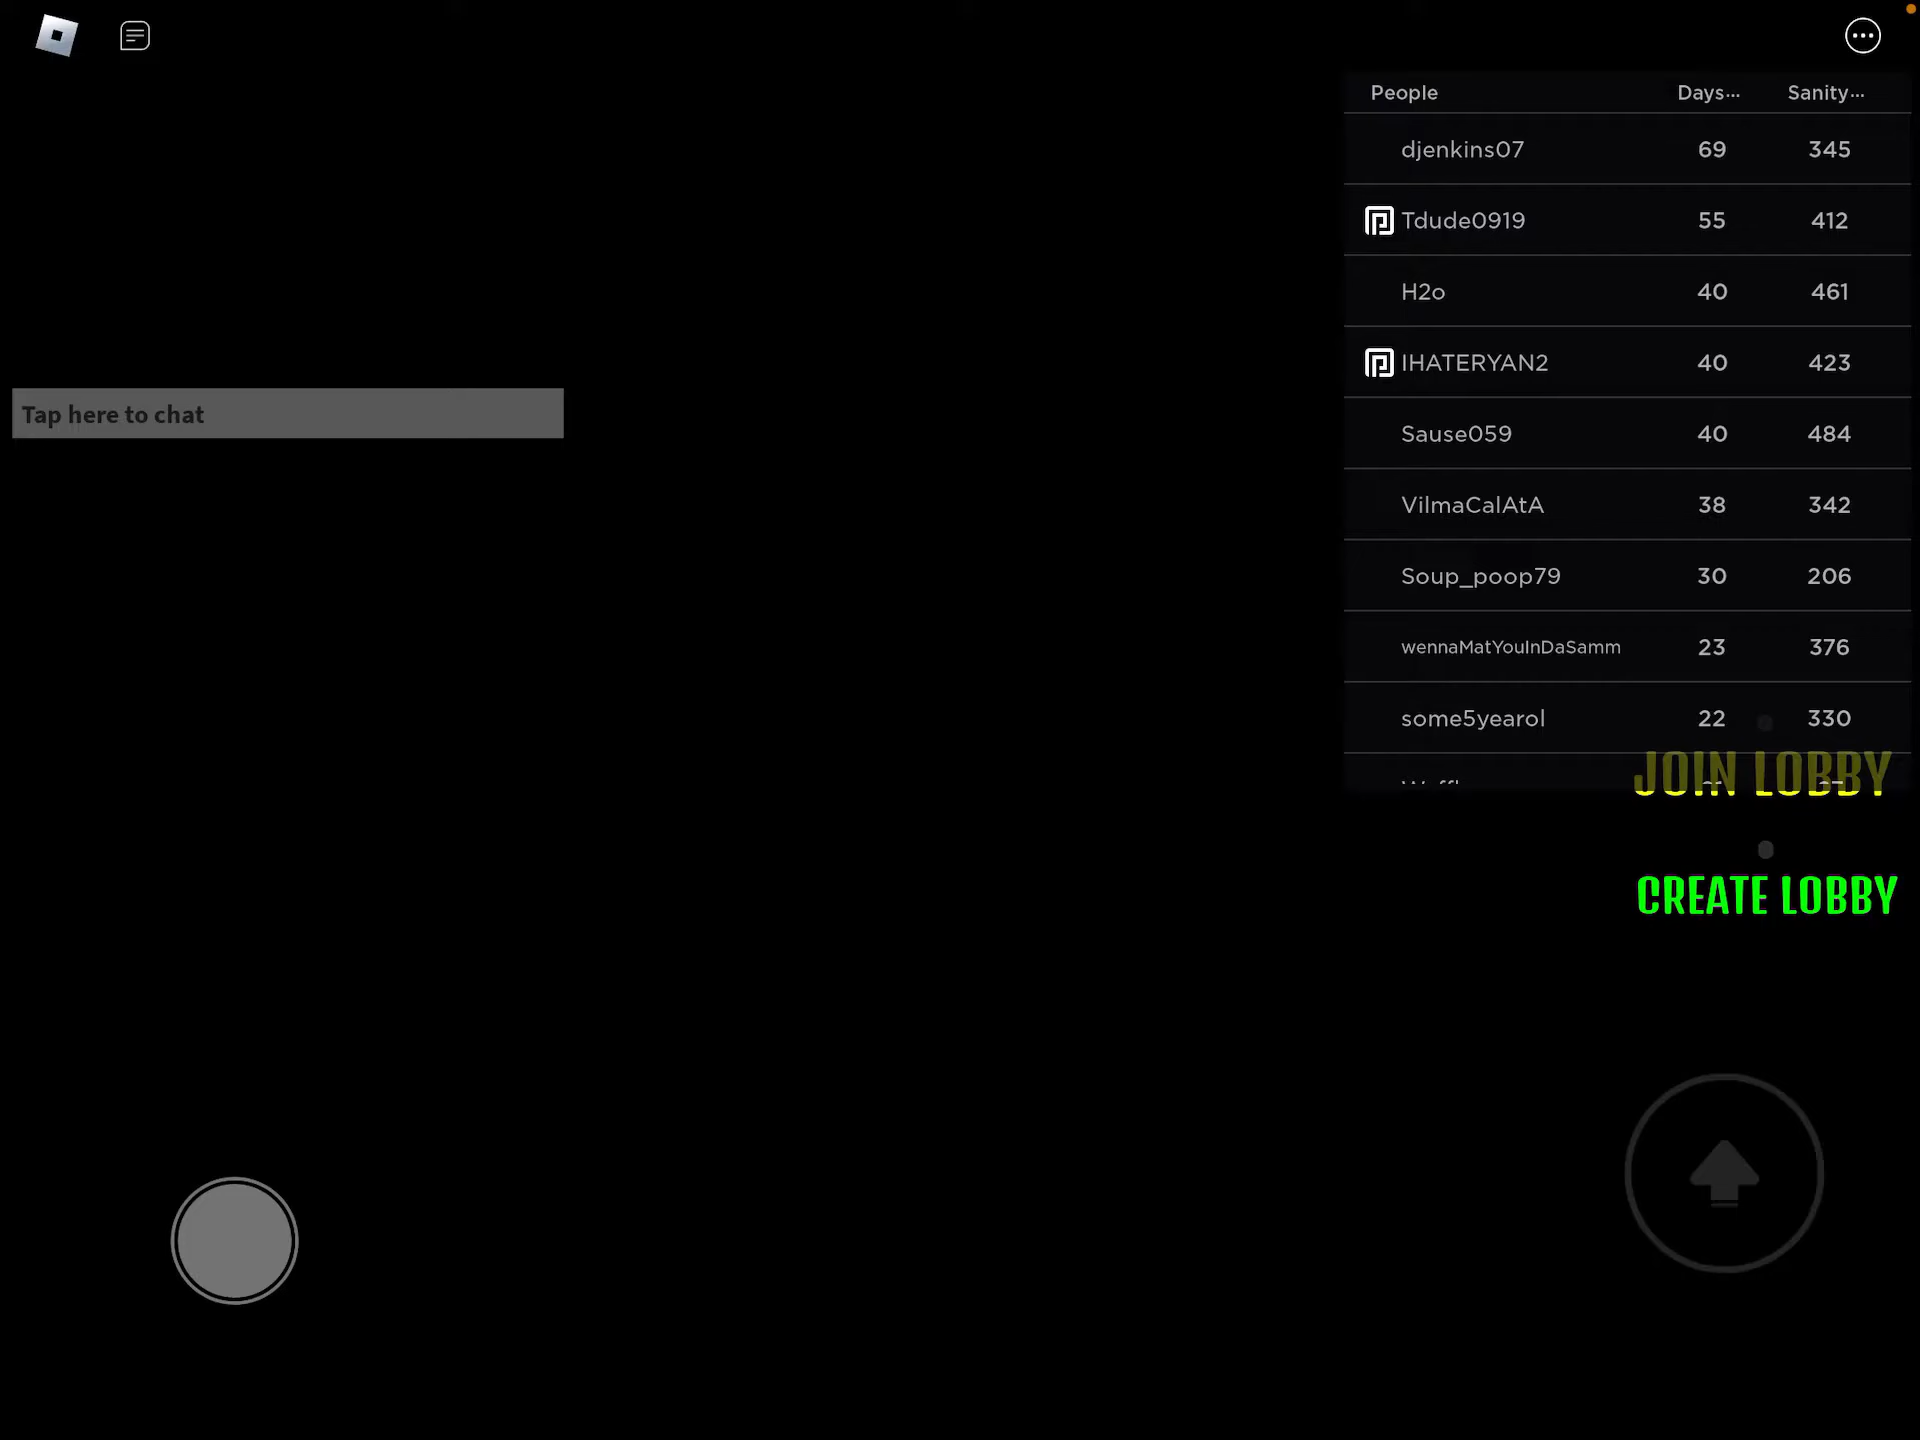 People Days... Sanity...
djenkins07 69 345
Tdude0919 55 412
H2o 40 461
IHATERYAN2 40 423
Tap here to chat
Sause059 40 484
VilmaCalAtA 38 342
Soup_poop79 30 206
wennaMatYouInDaSamm 23 376
some5yearol 22 330
JOIN LOBBY
CREATE LOBBY